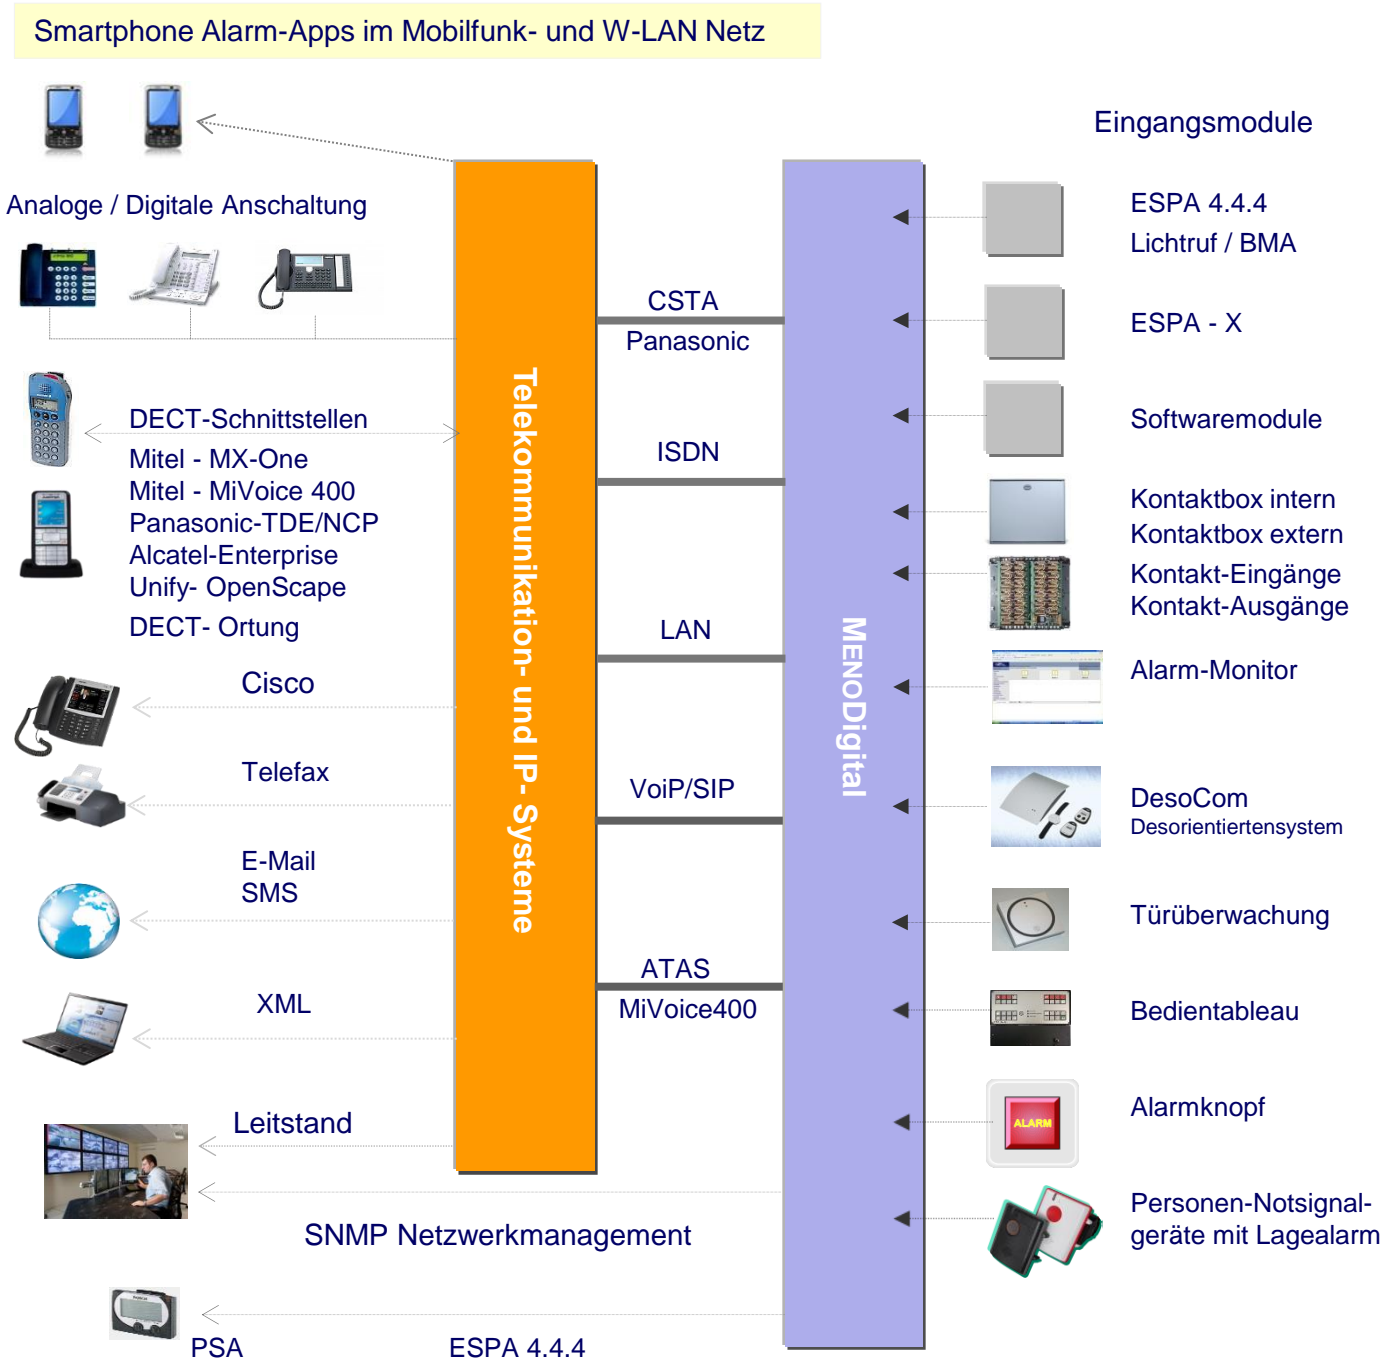 Smartphone Alarm-Apps im Mobilfunk- und W-LAN Netz
Eingangsmodule
Analoge / Digitale Anschaltung
DECT-Schnittstellen
Mitel - MX-One
Mitel - MiVoice 400
Panasonic-TDE/NCP
Alcatel-Enterprise
Unify- OpenScape
DECT- Ortung
Cisco
Telefax
E-Mail
SMS
XML
Leitstand
SNMP Netzwerkmanagement
PSA
ESPA 4.4.4
Telekommunikation- und IP- Systeme
CSTA
Panasonic
ISDN
LAN
VoiP/SIP
ATAS
MiVoice400
MENODigital
ESPA 4.4.4
Lichtruf / BMA
ESPA - X
Softwaremodule
Kontaktbox intern
Kontaktbox extern
Kontakt-Eingänge
Kontakt-Ausgänge
Alarm-Monitor
DesoCom
Desorientiertensystem
Türüberwachung
Bedientableau
ALARM
Alarmknopf
Personen-Notsignal-
geräte mit Lagealarm